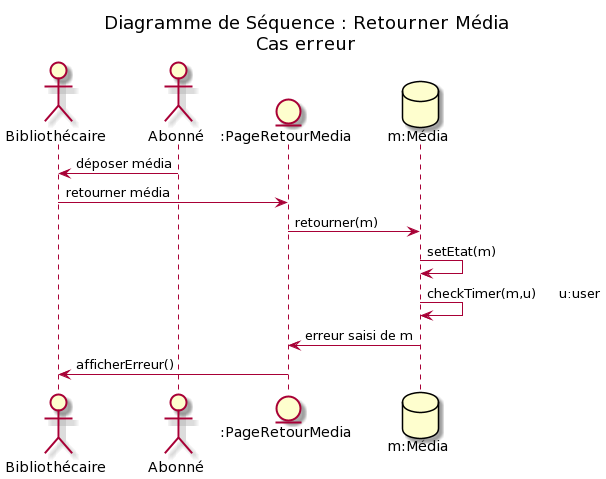 Diagramme de Séquence : Retourner Média
Cas erreur
Bibliothécaire Abonné :PageRetourMedia m:Média
déposer média
retourner média
retourner(m)
setEtat(m)
checkTimer(m,u) u:user
erreur saisi de m
afficherErreur()
Bibliothécaire Abonné :PageRetourMedia m:Média